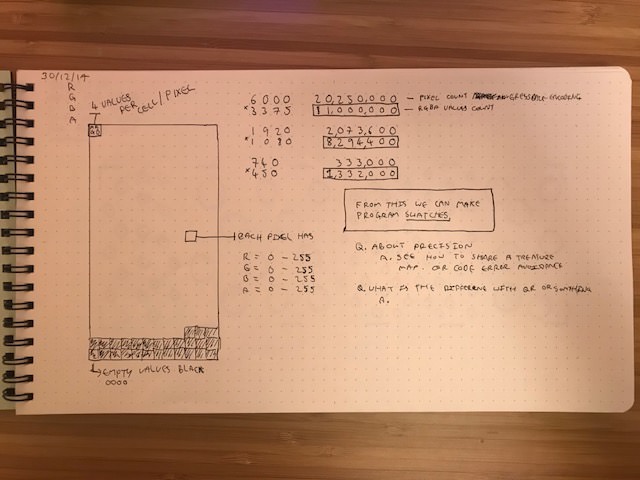 30/12/14
R
G
B
A
4 VALUES
PER
CELL/PIXEL
RG
BA
EACH PIXEL HAS
R = 0 - 255
G = 0 - 255
B = 0 - 255
A = 0 - 255
EMPTY VALUES BLACK
0000
6000
× 3375
20,250,000 — PIXEL COUNT ENCODING
81,000,000 — RGBA VALUES COUNT
1920
× 1080
2,073,600
8,294,400
740
× 450
333,000
1,332,000
FROM THIS WE CAN MAKE
PROGRAM SWATCHES
Q. ABOUT PRECISION
A. SEE HOW TO SHARE A TREASURE
MAP. OR CODE ERROR AVOIDANCE
Q. WHAT IS THE DIFFERENCE WITH QR OR SOMETHING
A.